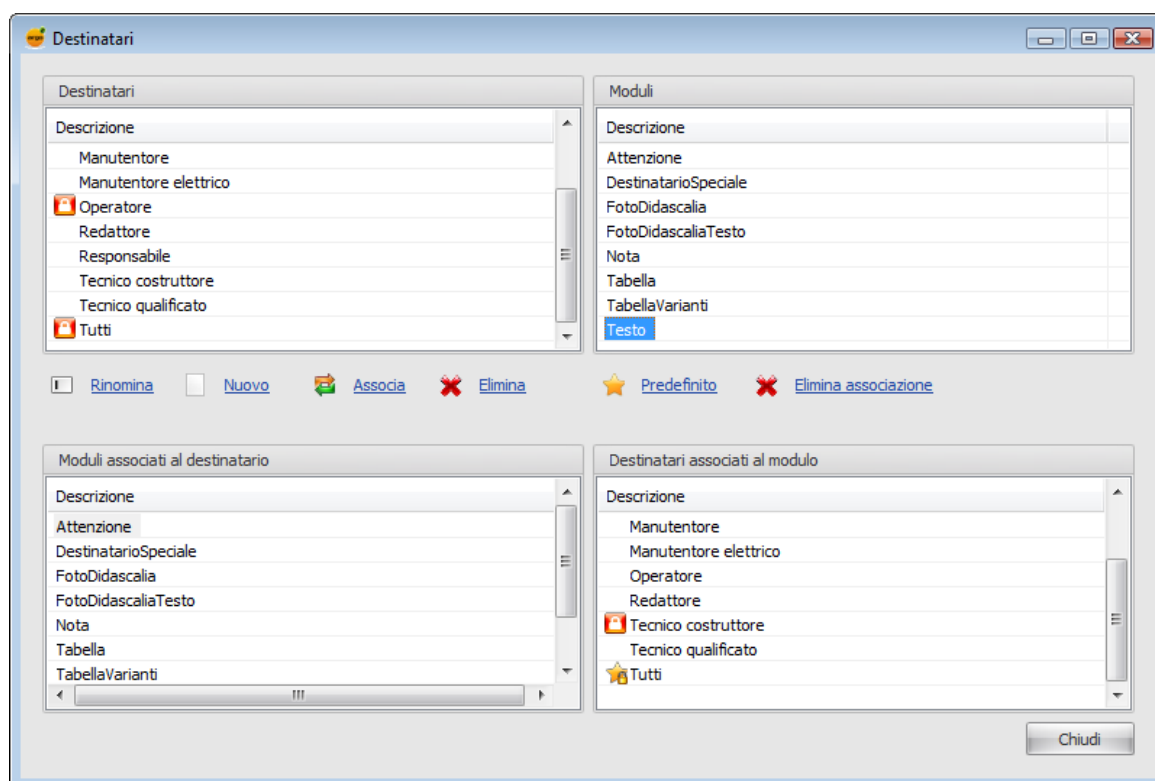 Destinatari
Destinatari
Descrizione
Manutentore
Manutentore elettrico
Operatore
Redattore
Responsabile
Tecnico costruttore
Tecnico qualificato
Tutti
Moduli
Descrizione
Attenzione
DestinatarioSpeciale
FotoDidascalia
FotoDidascaliaTesto
Nota
Tabella
TabellaVarianti
Testo
Rinomina Nuovo Associa Elimina Predefinito Elimina associazione
Moduli associati al destinatario
Descrizione
Attenzione
DestinatarioSpeciale
FotoDidascalia
FotoDidascaliaTesto
Nota
Tabella
TabellaVarianti
Destinatari associati al modulo
Descrizione
Manutentore
Manutentore elettrico
Operatore
Redattore
Tecnico costruttore
Tecnico qualificato
Tutti
Chiudi